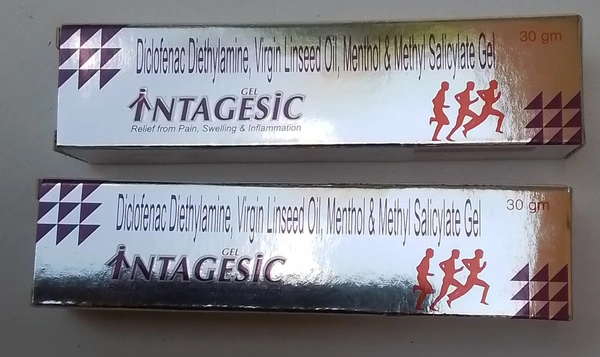 Diclofenac Diethylamine, Virgin Linseed Oil, Menthol & Methyl Salicylate Gel
30 gm
GEL
INTAGESIC
Relief from Pain, Swelling & Inflammation
Diclofenac Diethylamine, Virgin Linseed Oil, Menthol & Methyl Salicylate Gel
30 gm
GEL
INTAGESIC